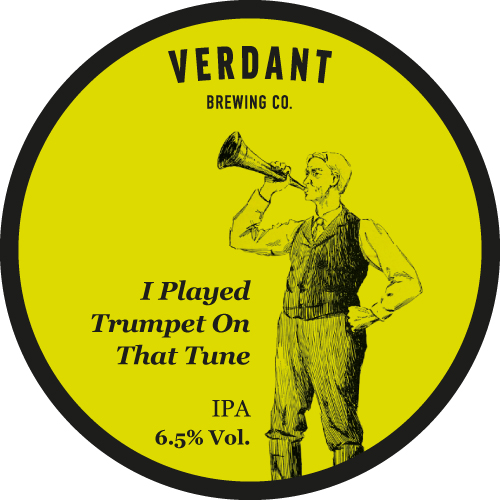 VERDANT
BREWING CO.
I Played
Trumpet On
That Tune
IPA
6.5% Vol.